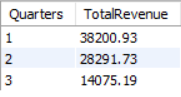 Quarters TotalRevenue
1 38200.93
2 28291.73
3 14075.19